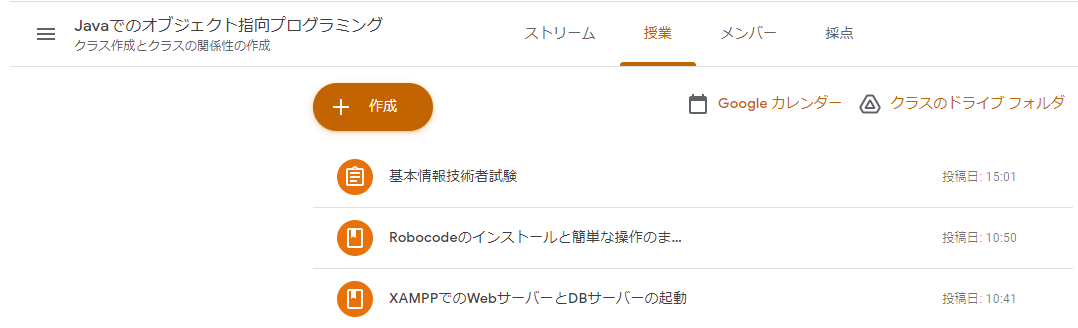 Javaでのオブジェクト指向プログラミング
クラス作成とクラスの関係性の作成
ストリーム 授業 メンバー 採点
作成 Google カレンダー クラスのドライブ フォルダ
基本情報技術者試験 投稿日: 15:01
Robocodeのインストールと簡単な操作のま... 投稿日: 10:50
XAMPPでのWebサーバーとDBサーバーの起動 投稿日: 10:41